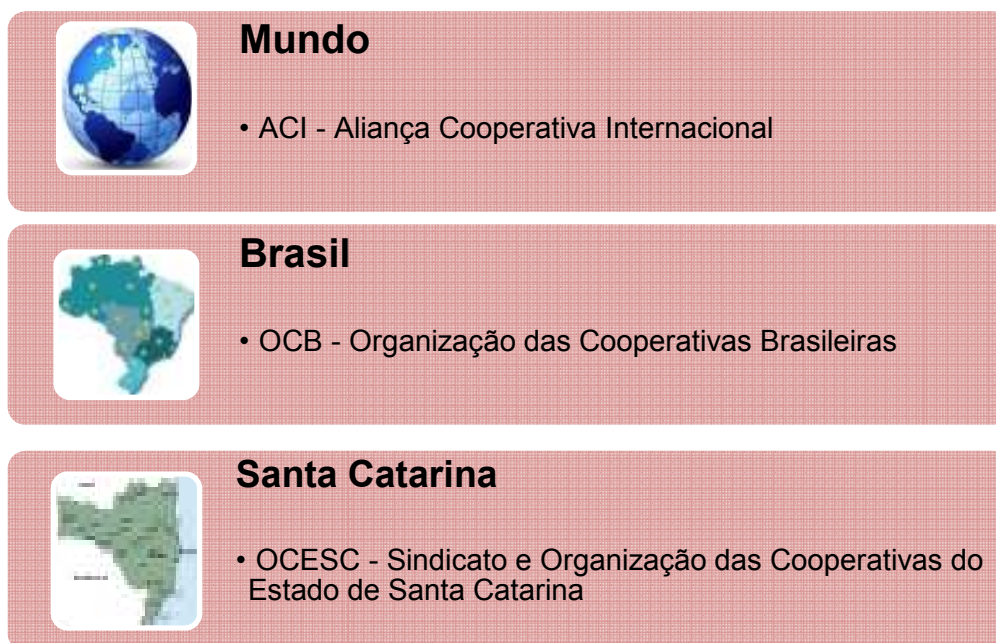 Mundo
• ACI - Aliança Cooperativa Internacional
Brasil
• OCB - Organização das Cooperativas Brasileiras
Santa Catarina
• OCESC - Sindicato e Organização das Cooperativas do
Estado de Santa Catarina